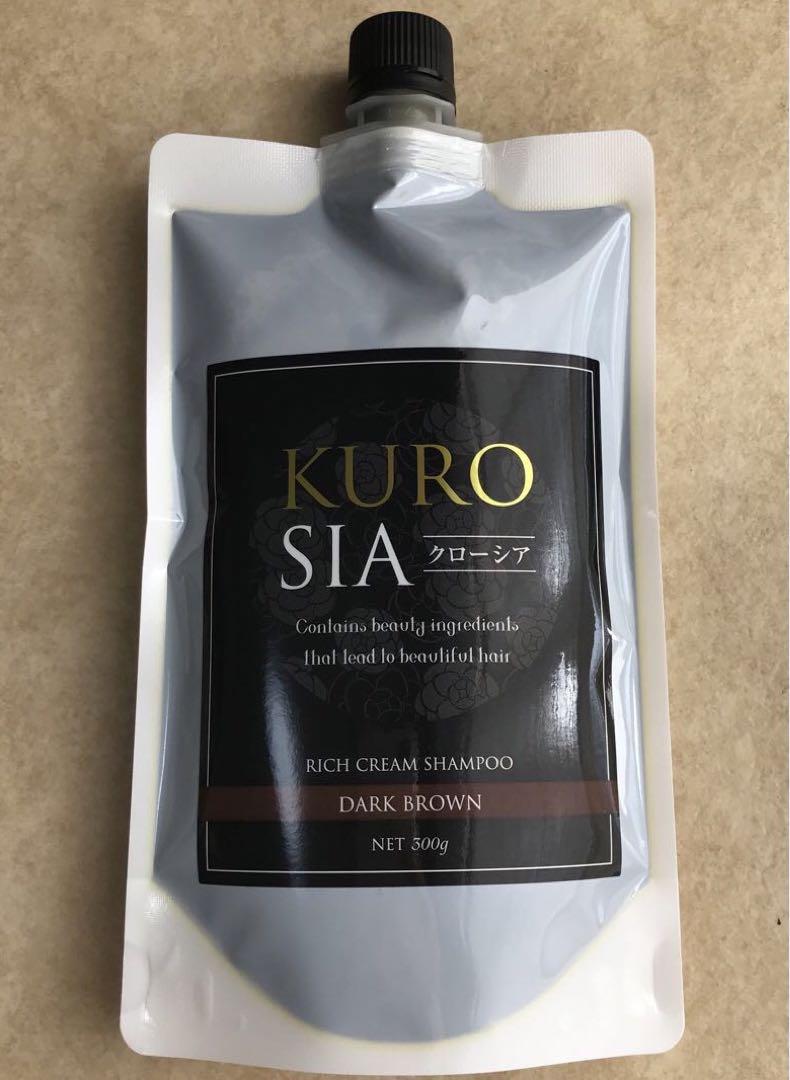 KURO
SIA クローシア
Contains beauty ingredients
that lead to beautiful hair
RICH CREAM SHAMPOO
DARK BROWN
NET 300g